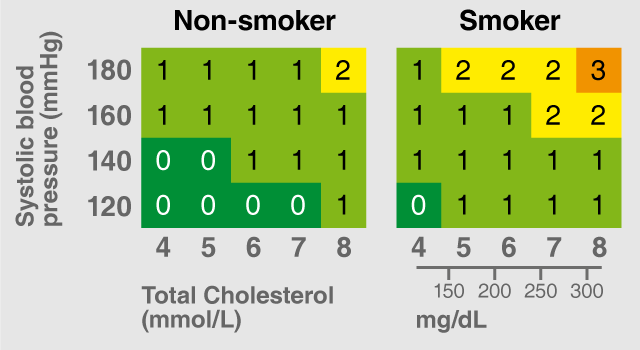 Non-smoker Smoker
Systolic blood
pressure (mmHg)
180 1 1 1 1 2 1 2 2 2 3
160 1 1 1 1 1 1 1 1 2 2
140 0 0 1 1 1 1 1 1 1 1
120 0 0 0 0 1 0 1 1 1 1
4 5 6 7 8 4 5 6 7 8
150 200 250 300
Total Cholesterol
(mmol/L) mg/dL